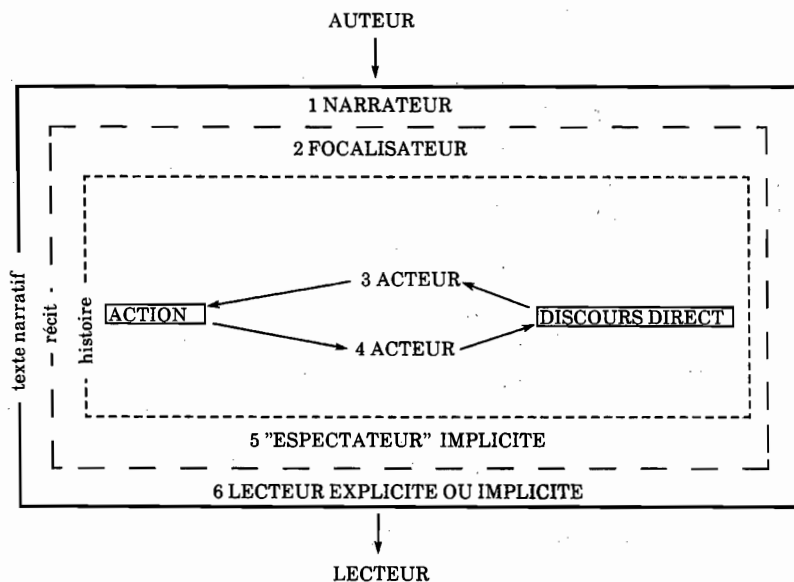 AUTEUR
1 NARRATEUR
2 FOCALISATEUR
texte narratif
récit
histoire
3 ACTEUR
ACTION
DISCOURS DIRECT
4 ACTEUR
5 "ESPECTATEUR" IMPLICITE
6 LECTEUR EXPLICITE OU IMPLICITE
LECTEUR